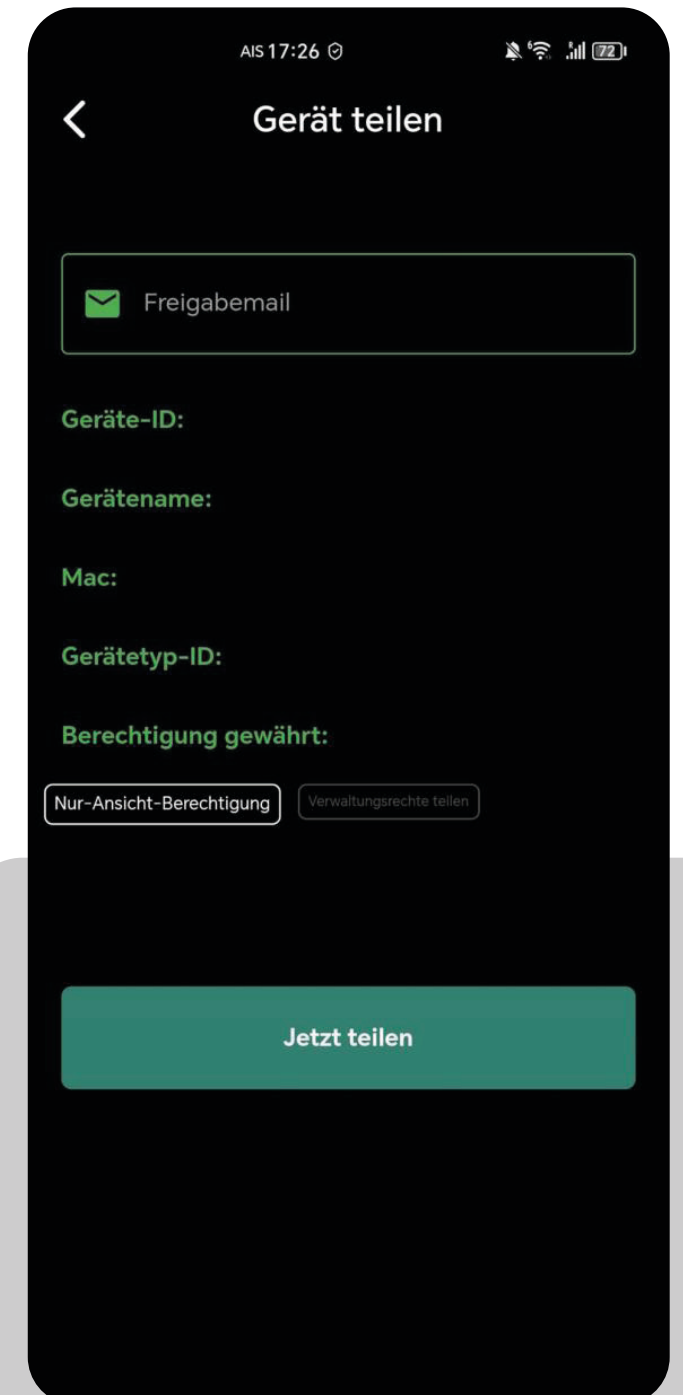 AIS 17:26
6 R 72
Gerät teilen
Freigabemail
Geräte-ID:
Gerätename:
Mac:
Gerätetyp-ID:
Berechtigung gewährt:
Nur-Ansicht-Berechtigung Verwaltungsrechte teilen
Jetzt teilen